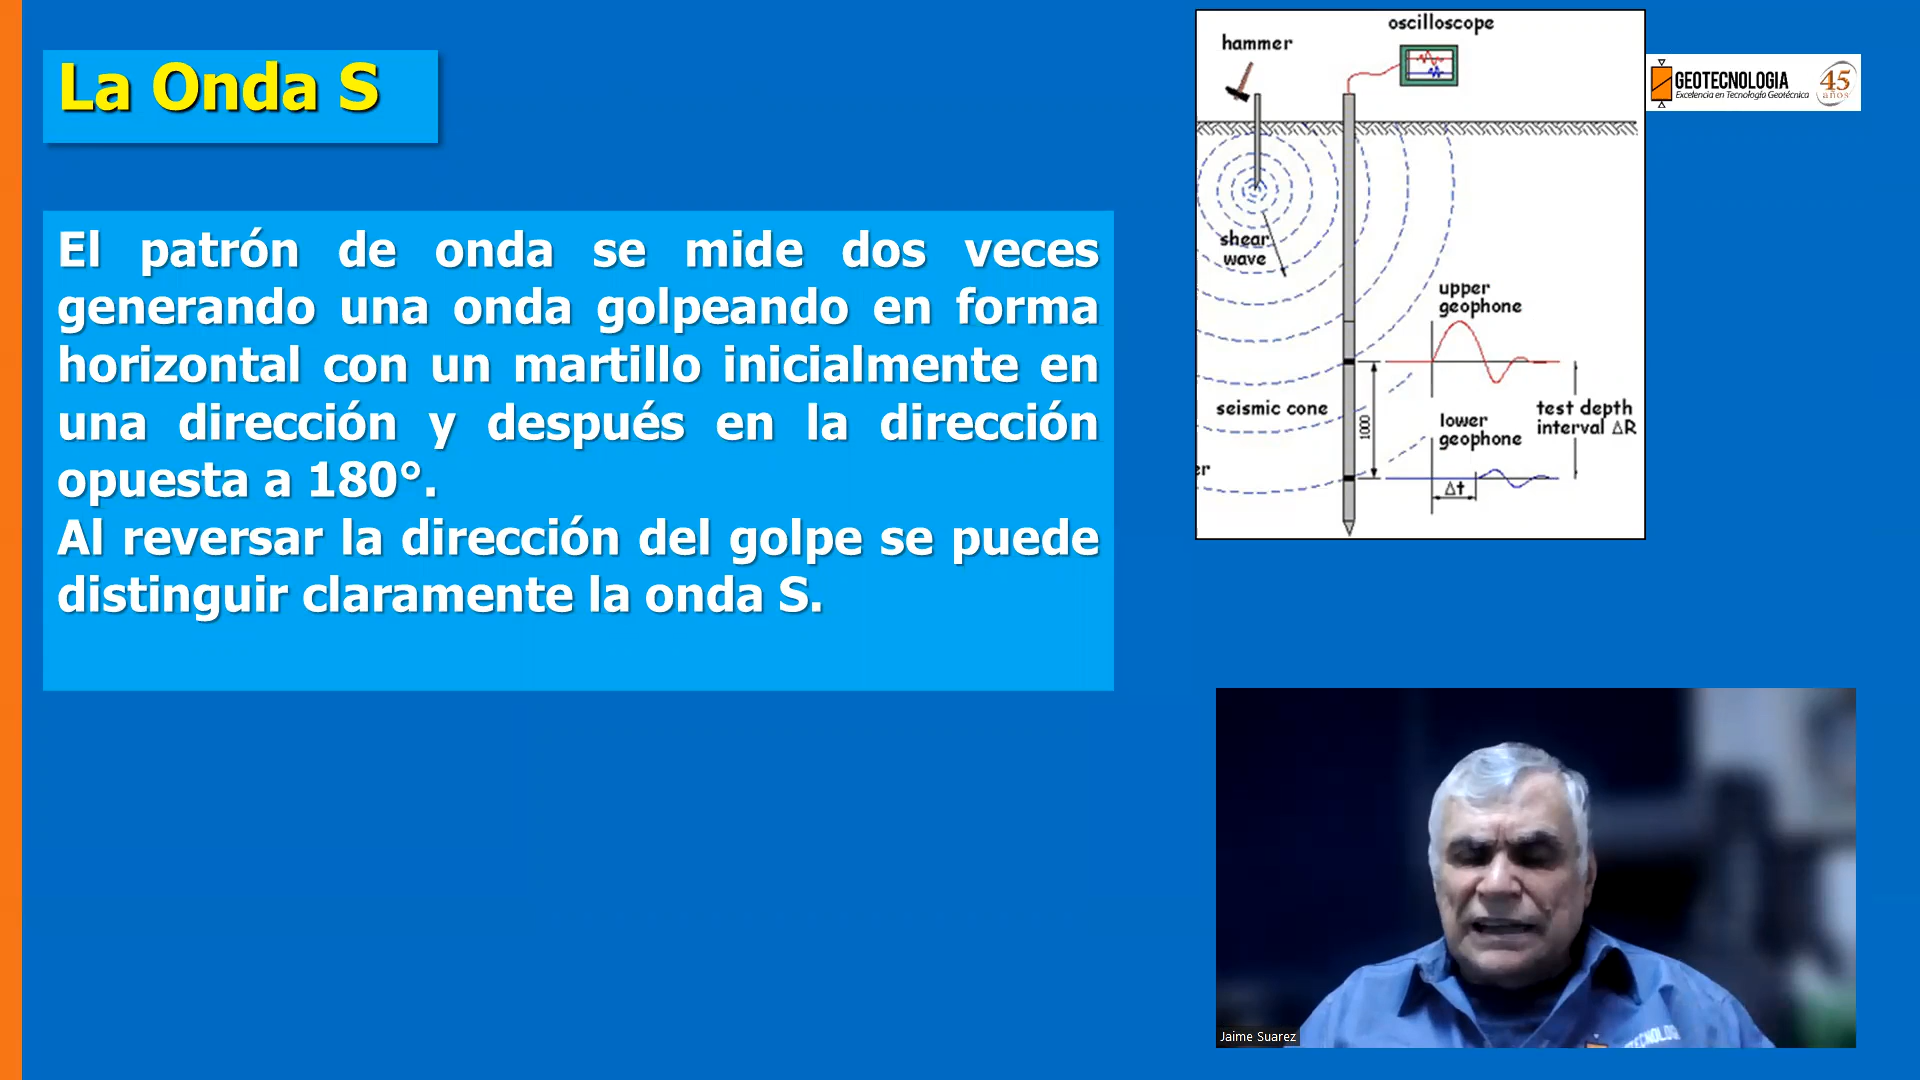 La Onda S
El patrón de onda se mide dos veces
generando una onda golpeando en forma
horizontal con un martillo inicialmente en
una dirección y después en la dirección
opuesta a 180°.
Al reversar la dirección del golpe se puede
distinguir claramente la onda S.
oscilloscope
hammer
shear
wave
upper
geophone
seismic cone
1000
lower
geophone
test depth
interval ΔR
er
Δt
GEOTECNOLOGIA
Excelencia en Tecnología Geotécnica
45
años
Jaime Suarez